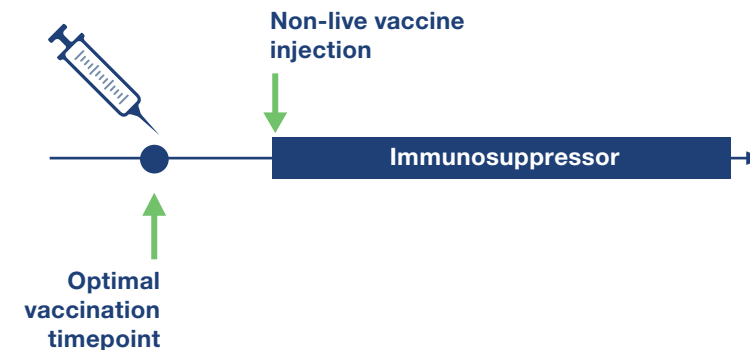 Non-live vaccine
injection
Immunosuppressor
Optimal
vaccination
timepoint